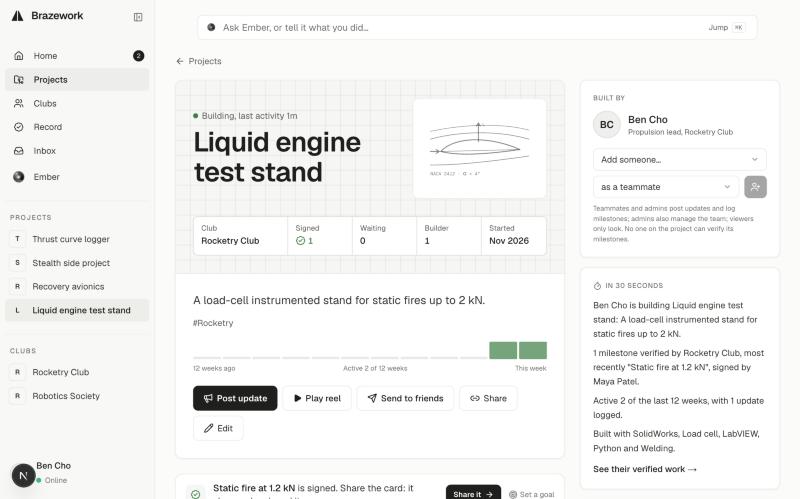 Brazework
Ask Ember, or tell it what you did...
Jump ⌘K
Home 2
Projects
Clubs
Record
Inbox
Ember
PROJECTS
T Thrust curve logger
S Stealth side project
R Recovery avionics
L Liquid engine test stand
CLUBS
R Rocketry Club
R Robotics Society
N
Ben Cho
Online
Projects
Building, last activity 1m
Liquid engine
test stand
Club
Rocketry Club
Signed
1
Waiting
0
Builder
1
Started
Nov 2026
A load-cell instrumented stand for static fires up to 2 kN.
#Rocketry
12 weeks ago
Active 2 of 12 weeks
This week
Post update
Play reel
Send to friends
Share
Edit
Static fire at 1.2 kN is signed. Share the card: it
Share it →
Set a goal
BUILT BY
BC
Ben Cho
Propulsion lead, Rocketry Club
Add someone...
as a teammate
Teammates and admins post updates and log
milestones; admins also manage the team; viewers
only look. No one on the project can verify its
milestones.
IN 30 SECONDS
Ben Cho is building Liquid engine test
stand: A load-cell instrumented stand for
static fires up to 2 kN.
1 milestone verified by Rocketry Club, most
recently "Static fire at 1.2 kN", signed by
Maya Patel.
Active 2 of the last 12 weeks, with 1 update
logged.
Built with SolidWorks, Load cell, LabVIEW,
Python and Welding.
See their verified work →